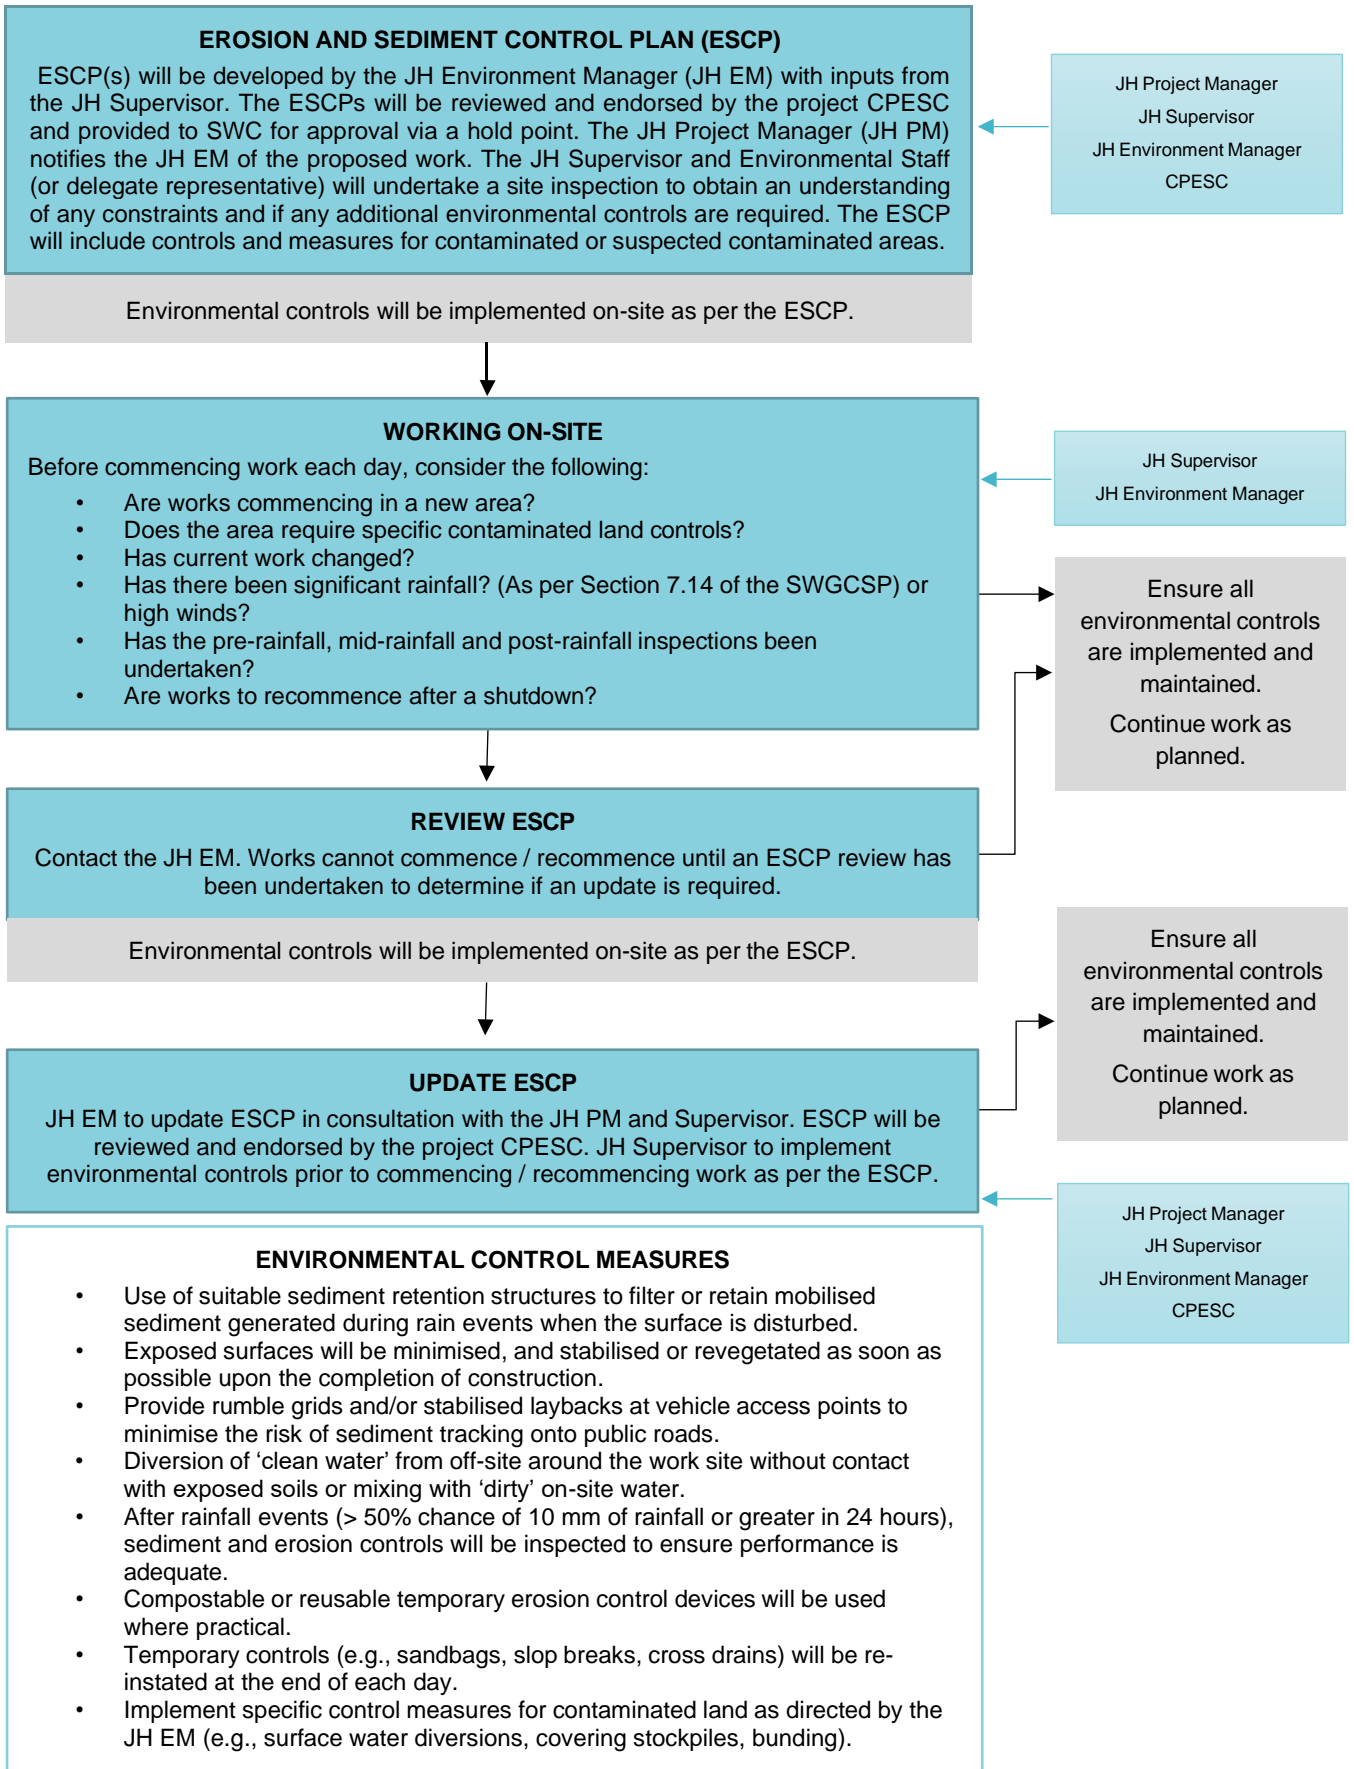 EROSION AND SEDIMENT CONTROL PLAN (ESCP)
ESCP(s) will be developed by the JH Environment Manager (JH EM) with inputs from
the JH Supervisor. The ESCPs will be reviewed and endorsed by the project CPESC
and provided to SWC for approval via a hold point. The JH Project Manager (JH PM)
notifies the JH EM of the proposed work. The JH Supervisor and Environmental Staff
(or delegate representative) will undertake a site inspection to obtain an understanding
of any constraints and if any additional environmental controls are required. The ESCP
will include controls and measures for contaminated or suspected contaminated areas.
JH Project Manager
JH Supervisor
JH Environment Manager
CPESC
Environmental controls will be implemented on-site as per the ESCP.
WORKING ON-SITE
Before commencing work each day, consider the following:
• Are works commencing in a new area?
• Does the area require specific contaminated land controls?
• Has current work changed?
• Has there been significant rainfall? (As per Section 7.14 of the SWGCSP) or
high winds?
• Has the pre-rainfall, mid-rainfall and post-rainfall inspections been
undertaken?
• Are works to recommence after a shutdown?
JH Supervisor
JH Environment Manager
Ensure all
environmental controls
are implemented and
maintained.
Continue work as
planned.
REVIEW ESCP
Contact the JH EM. Works cannot commence / recommence until an ESCP review has
been undertaken to determine if an update is required.
Environmental controls will be implemented on-site as per the ESCP.
Ensure all
environmental controls
are implemented and
maintained.
Continue work as
planned.
UPDATE ESCP
JH EM to update ESCP in consultation with the JH PM and Supervisor. ESCP will be
reviewed and endorsed by the project CPESC. JH Supervisor to implement
environmental controls prior to commencing / recommencing work as per the ESCP.
JH Project Manager
JH Supervisor
JH Environment Manager
CPESC
ENVIRONMENTAL CONTROL MEASURES
• Use of suitable sediment retention structures to filter or retain mobilised
sediment generated during rain events when the surface is disturbed.
• Exposed surfaces will be minimised, and stabilised or revegetated as soon as
possible upon the completion of construction.
• Provide rumble grids and/or stabilised laybacks at vehicle access points to
minimise the risk of sediment tracking onto public roads.
• Diversion of ‘clean water’ from off-site around the work site without contact
with exposed soils or mixing with ‘dirty’ on-site water.
• After rainfall events (> 50% chance of 10 mm of rainfall or greater in 24 hours),
sediment and erosion controls will be inspected to ensure performance is
adequate.
• Compostable or reusable temporary erosion control devices will be used
where practical.
• Temporary controls (e.g., sandbags, slop breaks, cross drains) will be re-
instated at the end of each day.
• Implement specific control measures for contaminated land as directed by the
JH EM (e.g., surface water diversions, covering stockpiles, bunding).